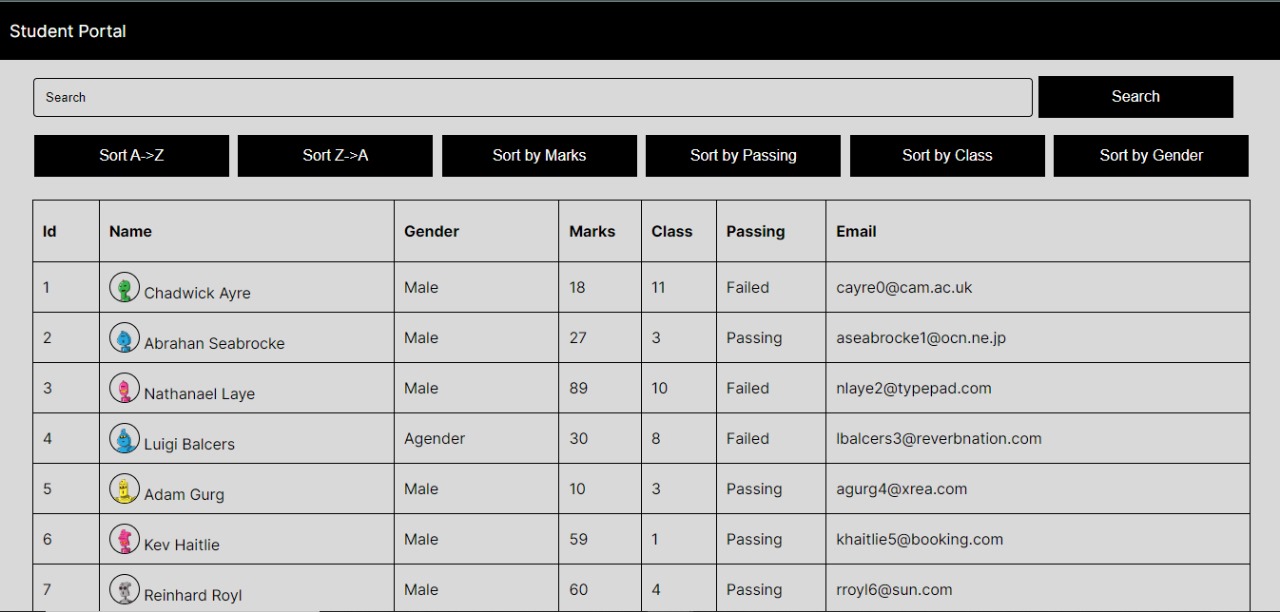 Student Portal
Search Search
Sort A->Z Sort Z->A Sort by Marks Sort by Passing Sort by Class Sort by Gender
Id Name Gender Marks Class Passing Email
1 Chadwick Ayre Male 18 11 Failed cayre0@cam.ac.uk
2 Abrahan Seabrocke Male 27 3 Passing aseabrocke1@ocn.ne.jp
3 Nathanael Laye Male 89 10 Failed nlaye2@typepad.com
4 Luigi Balcers Agender 30 8 Failed lbalcers3@reverbnation.com
5 Adam Gurg Male 10 3 Passing agurg4@xrea.com
6 Kev Haitlie Male 59 1 Passing khaitlie5@booking.com
7 Reinhard Royl Male 60 4 Passing rroyl6@sun.com